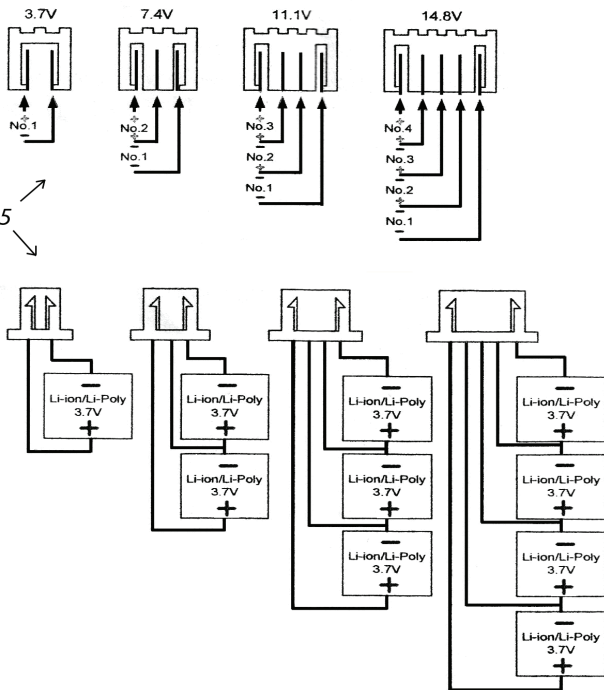 3.7V
7.4V
11.1V
14.8V
+
No.1
−
+
No.2
+
−
No.1
−
+
No.3
+
−
No.2
+
−
No.1
−
+
No.4
+
−
No.3
+
−
No.2
+
−
No.1
−
5
−
Li-ion/Li-Poly
3.7V
+
−
Li-ion/Li-Poly
3.7V
+
−
Li-ion/Li-Poly
3.7V
+
−
Li-ion/Li-Poly
3.7V
+
−
Li-ion/Li-Poly
3.7V
+
−
Li-ion/Li-Poly
3.7V
+
−
Li-ion/Li-Poly
3.7V
+
−
Li-ion/Li-Poly
3.7V
+
−
Li-ion/Li-Poly
3.7V
+
−
Li-ion/Li-Poly
3.7V
+